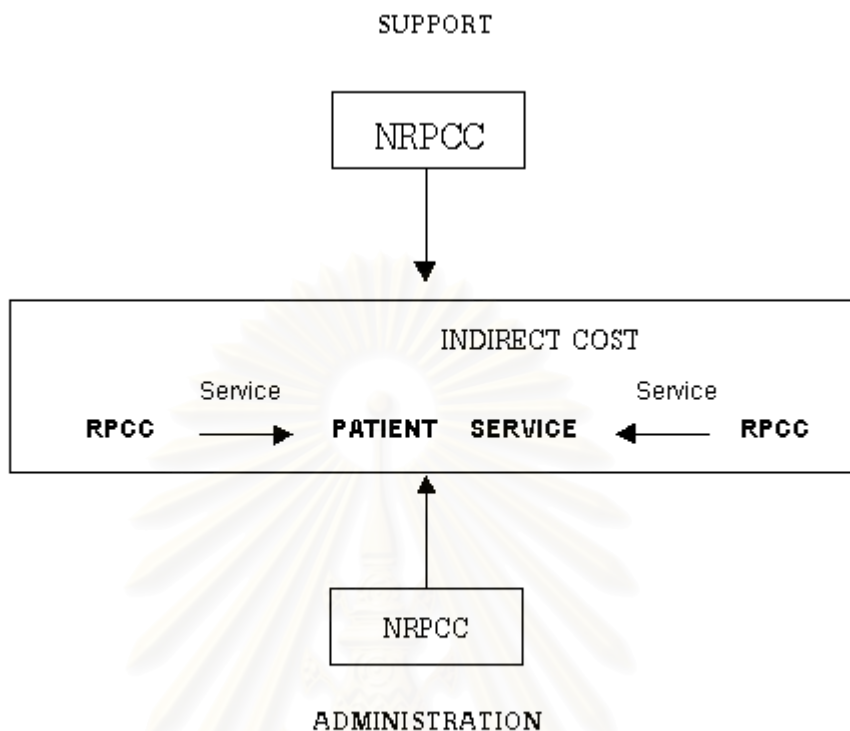 SUPPORT
NRPCC
INDIRECT COST
Service Service
RPCC PATIENT SERVICE RPCC
NRPCC
ADMINISTRATION